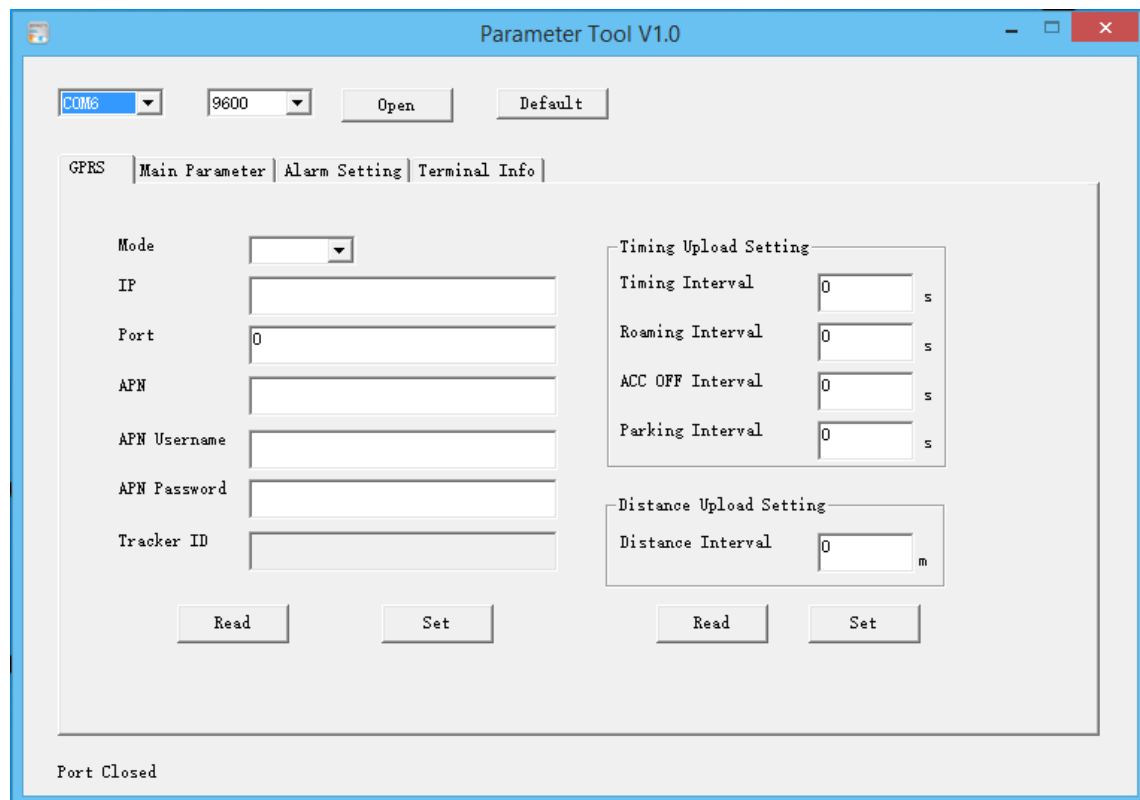 Parameter Tool V1.0
COM6 9600 Open Default
GPRS Main Parameter Alarm Setting Terminal Info
Mode
IP
Port 0
APN
APN Username
APN Password
Tracker ID
Read Set
Timing Upload Setting
Timing Interval 0 s
Roaming Interval 0 s
ACC OFF Interval 0 s
Parking Interval 0 s
Distance Upload Setting
Distance Interval 0 m
Read Set
Port Closed